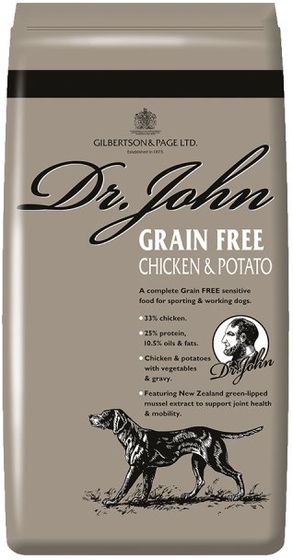 GILBERTSON & PAGE LTD.
Established in 1873.
Dr. John
GRAIN FREE
CHICKEN & POTATO
A complete Grain FREE sensitive
food for sporting & working dogs.
• 33% chicken.
• 25% protein,
10.5% oils & fats.
• Chicken & potatoes
with vegetables
& gravy.
Dr John
• Featuring New Zealand green-lipped
mussel extract to support joint health
& mobility.